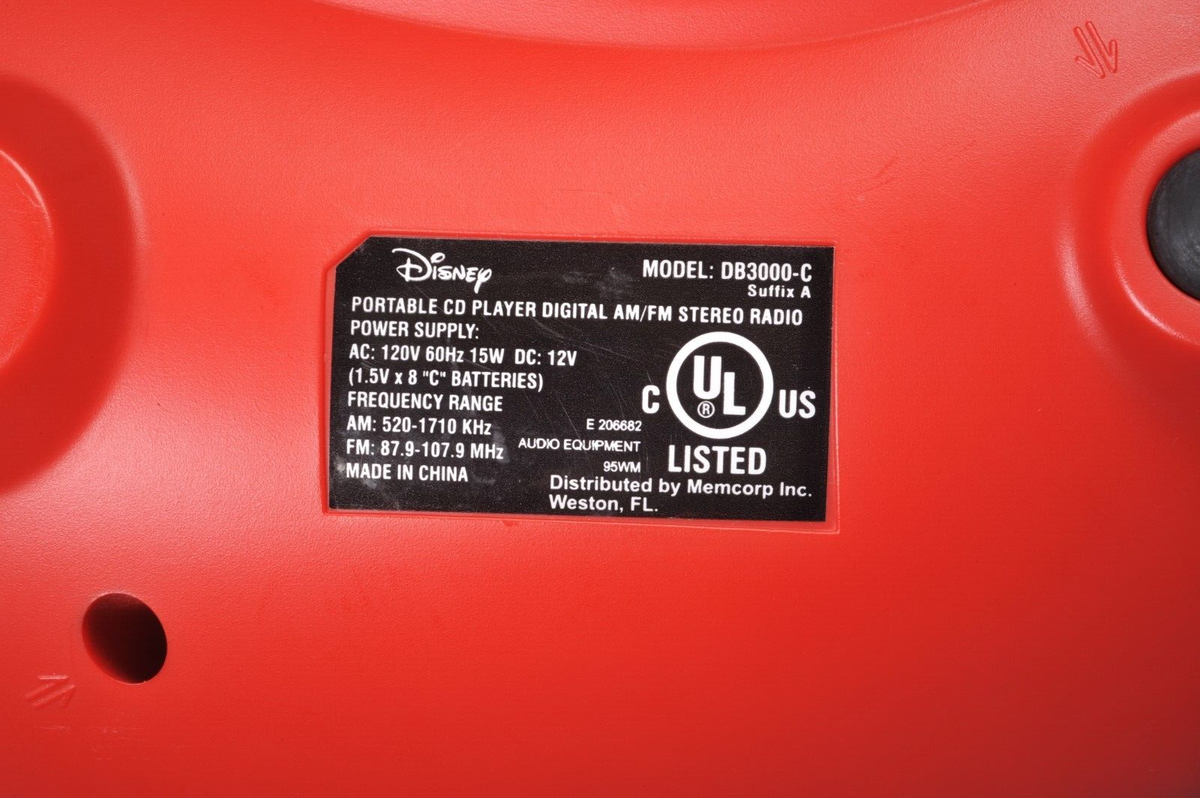 Disney
MODEL: DB3000-C
Suffix A
PORTABLE CD PLAYER DIGITAL AM/FM STEREO RADIO
POWER SUPPLY:
AC: 120V 60Hz 15W DC: 12V
(1.5V x 8 "C" BATTERIES)
FREQUENCY RANGE
AM: 520-1710 KHz
FM: 87.9-107.9 MHz
MADE IN CHINA
E 206682
AUDIO EQUIPMENT
95WM
C UL ® US
LISTED
Distributed by Memcorp Inc.
Weston, FL.